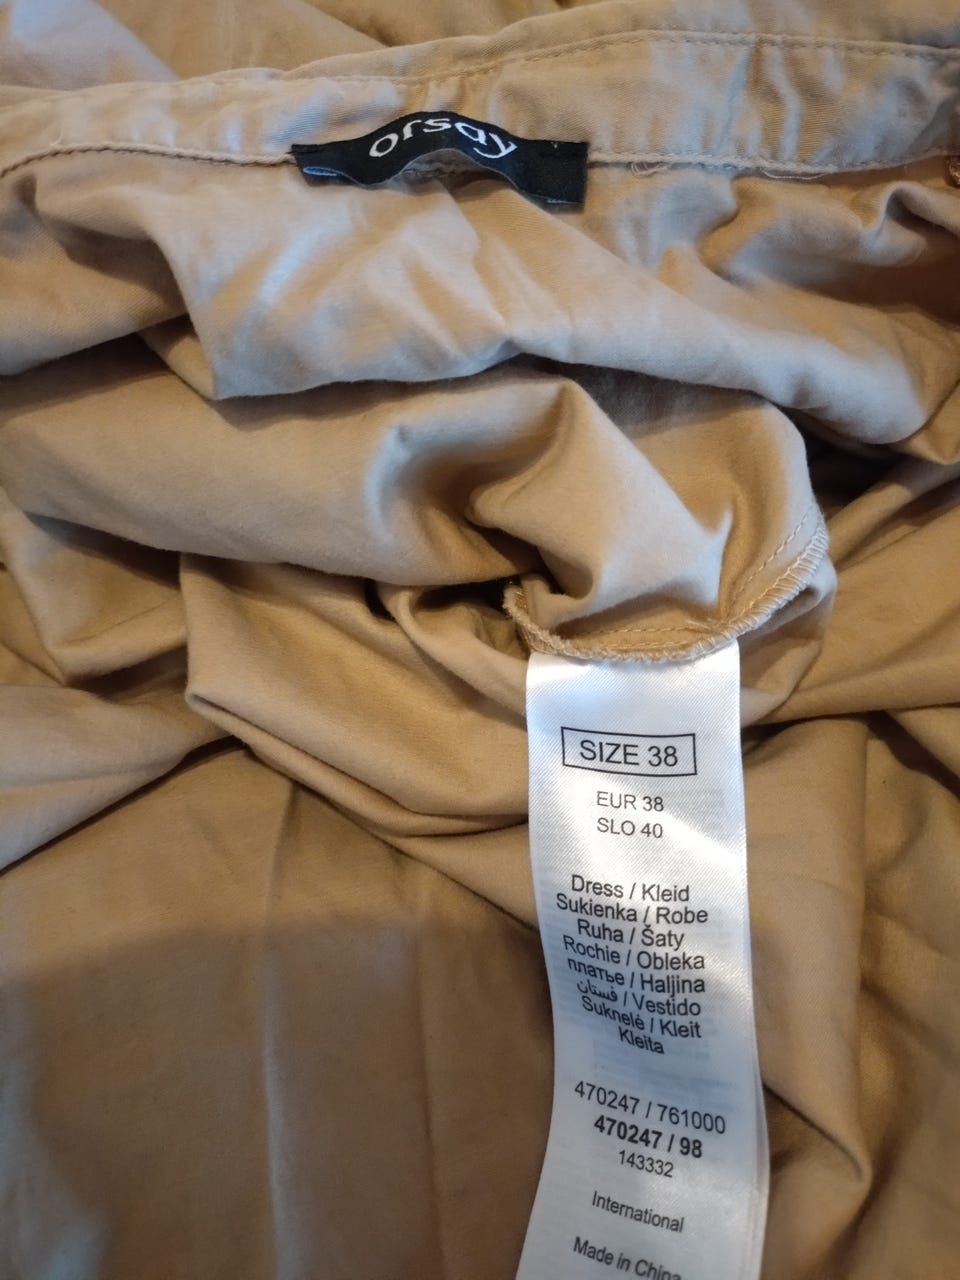 orsay
SIZE 38
EUR 38
SLO 40
Dress / Kleid
Sukienka / Robe
Ruha / Šaty
Rochie / Obleka
платье / Haljina
فستان / Vestido
Suknelė / Kleit
Kleita
470247 / 761000
470247 / 98
143332
International
Made in China